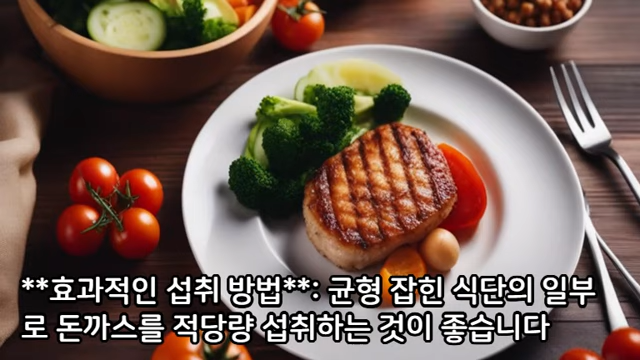 **효과적인 섭취 방법**: 균형 잡힌 식단의 일부
로 돈까스를 적당량 섭취하는 것이 좋습니다